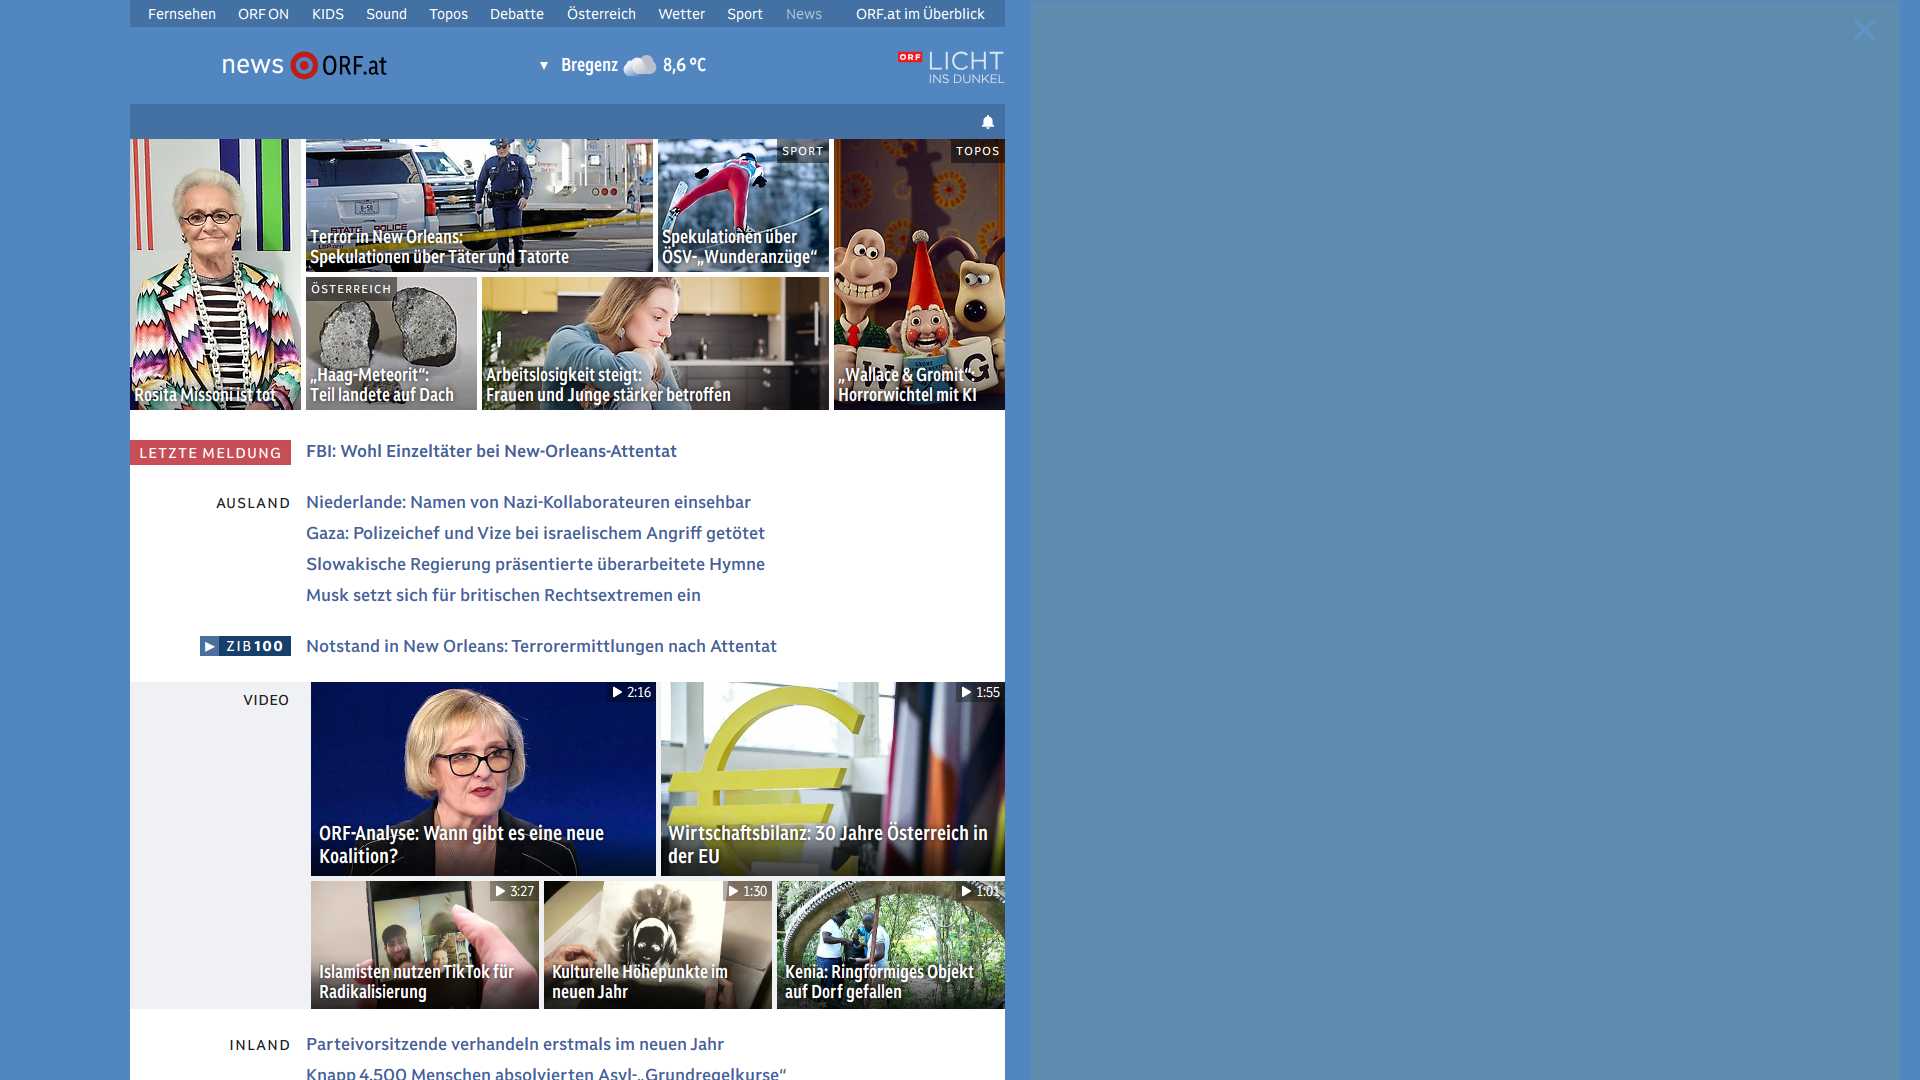 Fernsehen ORF ON KIDS Sound Topos Debatte Österreich Wetter Sport News ORF.at im Überblick
news ORF.at
Bregenz 8,6 °C
ORF LICHT
INS DUNKEL
Rosita Missoni ist tot
STATE POLICE
Terror in New Orleans:
Spekulationen über Täter und Tatorte
SPORT
Spekulationen über
ÖSV-„Wunderanzüge“
TOPOS
W G
„Wallace & Gromit“:
Horrorwichtel mit KI
ÖSTERREICH
„Haag-Meteorit“:
Teil landete auf Dach
Arbeitslosigkeit steigt:
Frauen und Junge stärker betroffen
LETZTE MELDUNG
FBI: Wohl Einzeltäter bei New-Orleans-Attentat
AUSLAND
Niederlande: Namen von Nazi-Kollaborateuren einsehbar
Gaza: Polizeichef und Vize bei israelischem Angriff getötet
Slowakische Regierung präsentierte überarbeitete Hymne
Musk setzt sich für britischen Rechtsextremen ein
ZIB100
Notstand in New Orleans: Terrorermittlungen nach Attentat
VIDEO
2:16
ORF-Analyse: Wann gibt es eine neue
Koalition?
1:55
Wirtschaftsbilanz: 30 Jahre Österreich in
der EU
3:27
Islamisten nutzen TikTok für
Radikalisierung
1:30
Kulturelle Höhepunkte im
neuen Jahr
1:01
Kenia: Ringförmiges Objekt
auf Dorf gefallen
INLAND
Parteivorsitzende verhandeln erstmals im neuen Jahr
Knapp 4.500 Menschen absolvierten Asyl-„Grundregelkurse“